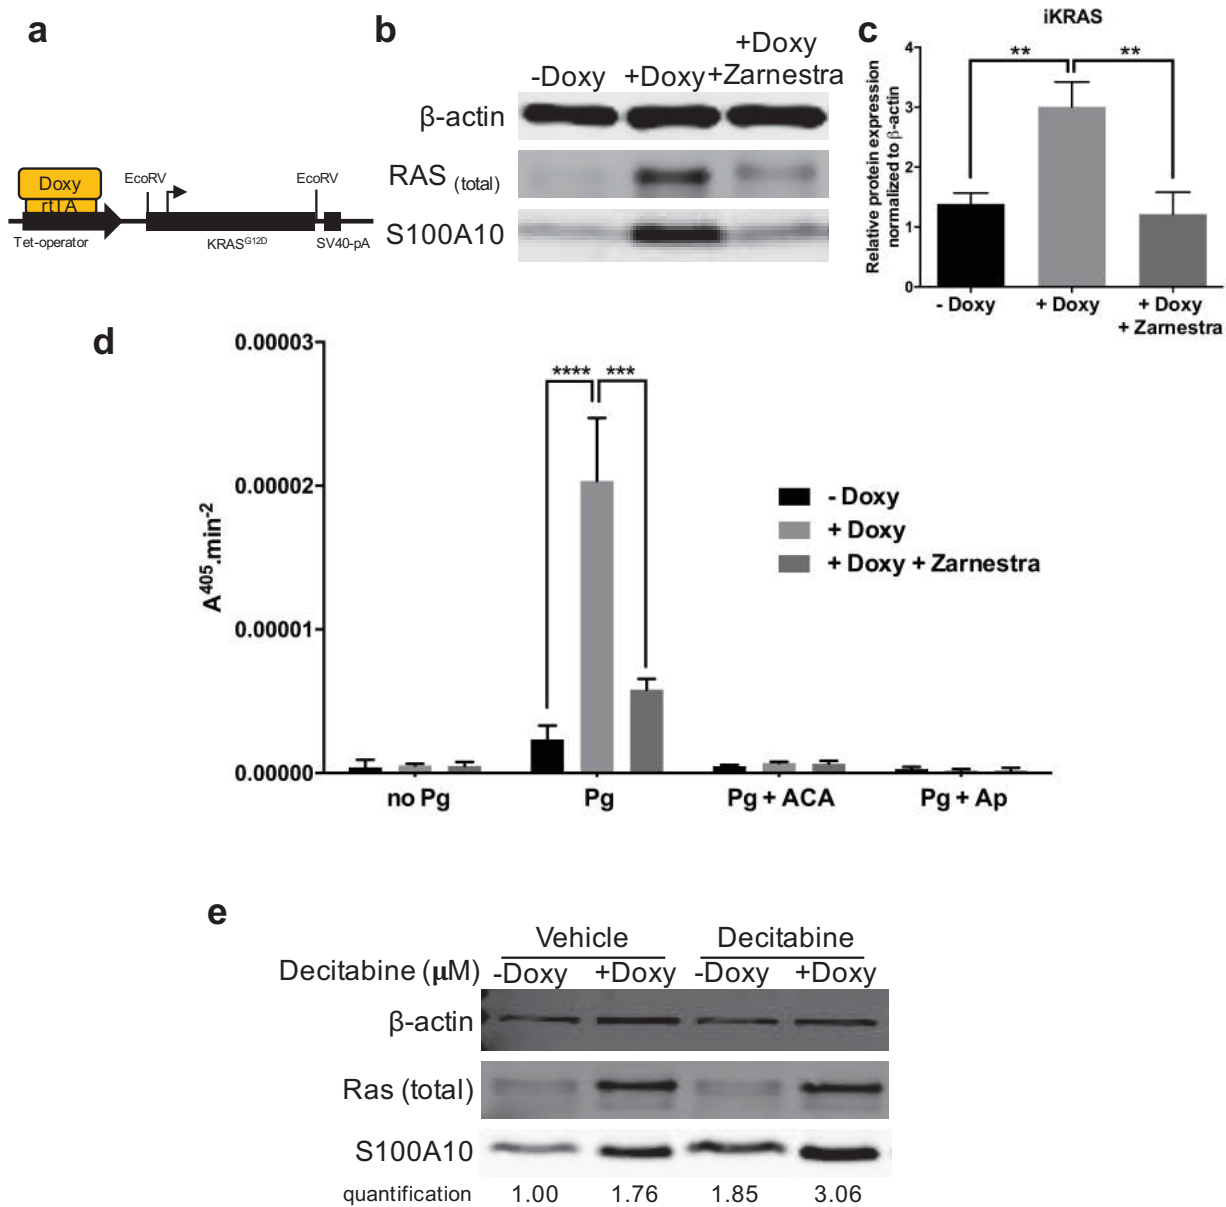 a
Doxy
rtTA
EcoRV
EcoRV
Tet-operator
KRASG12D
SV40-pA
b
+Doxy
-Doxy +Doxy +Zarnestra
β-actin
RAS (total)
S100A10
c
iKRAS
Relative protein expression
normalized to β-actin
4
3
2
1
0
** **
- Doxy + Doxy + Doxy
+ Zarnestra
d
A405.min-2
0.00003
0.00002
0.00001
0.00000
**** ***
- Doxy
+ Doxy
+ Doxy + Zarnestra
no Pg Pg Pg + ACA Pg + Ap
e
Vehicle Decitabine
Decitabine (μM) -Doxy +Doxy -Doxy +Doxy
β-actin
Ras (total)
S100A10
quantification 1.00 1.76 1.85 3.06